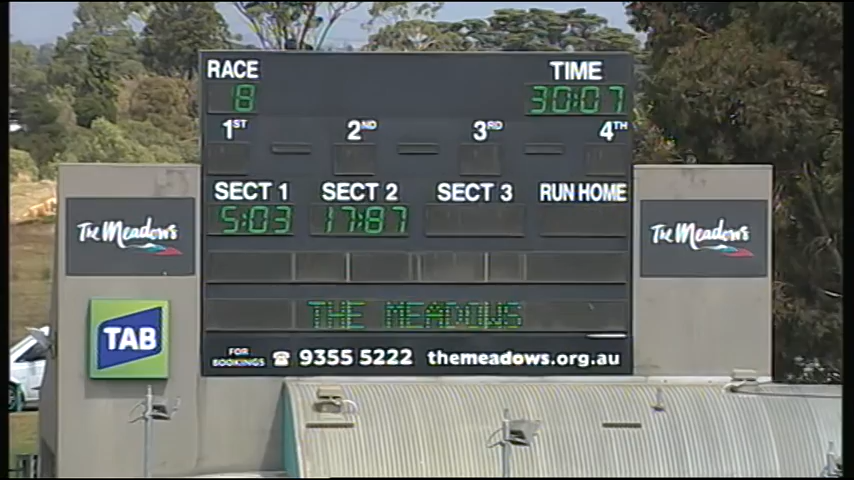 RACE TIME
8 30:07
1ST 2ND 3RD 4TH
SECT 1 SECT 2 SECT 3 RUN HOME
5:03 17:87
The Meadows The Meadows
THE MEADOWS
TAB
FOR BOOKINGS 9355 5222 themeadows.org.au